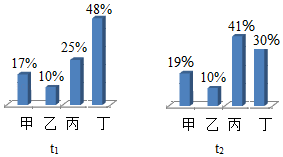 17% 10% 25% 48%
甲 乙 丙 丁
t1
19% 10% 41% 30%
甲 乙 丙 丁
t2